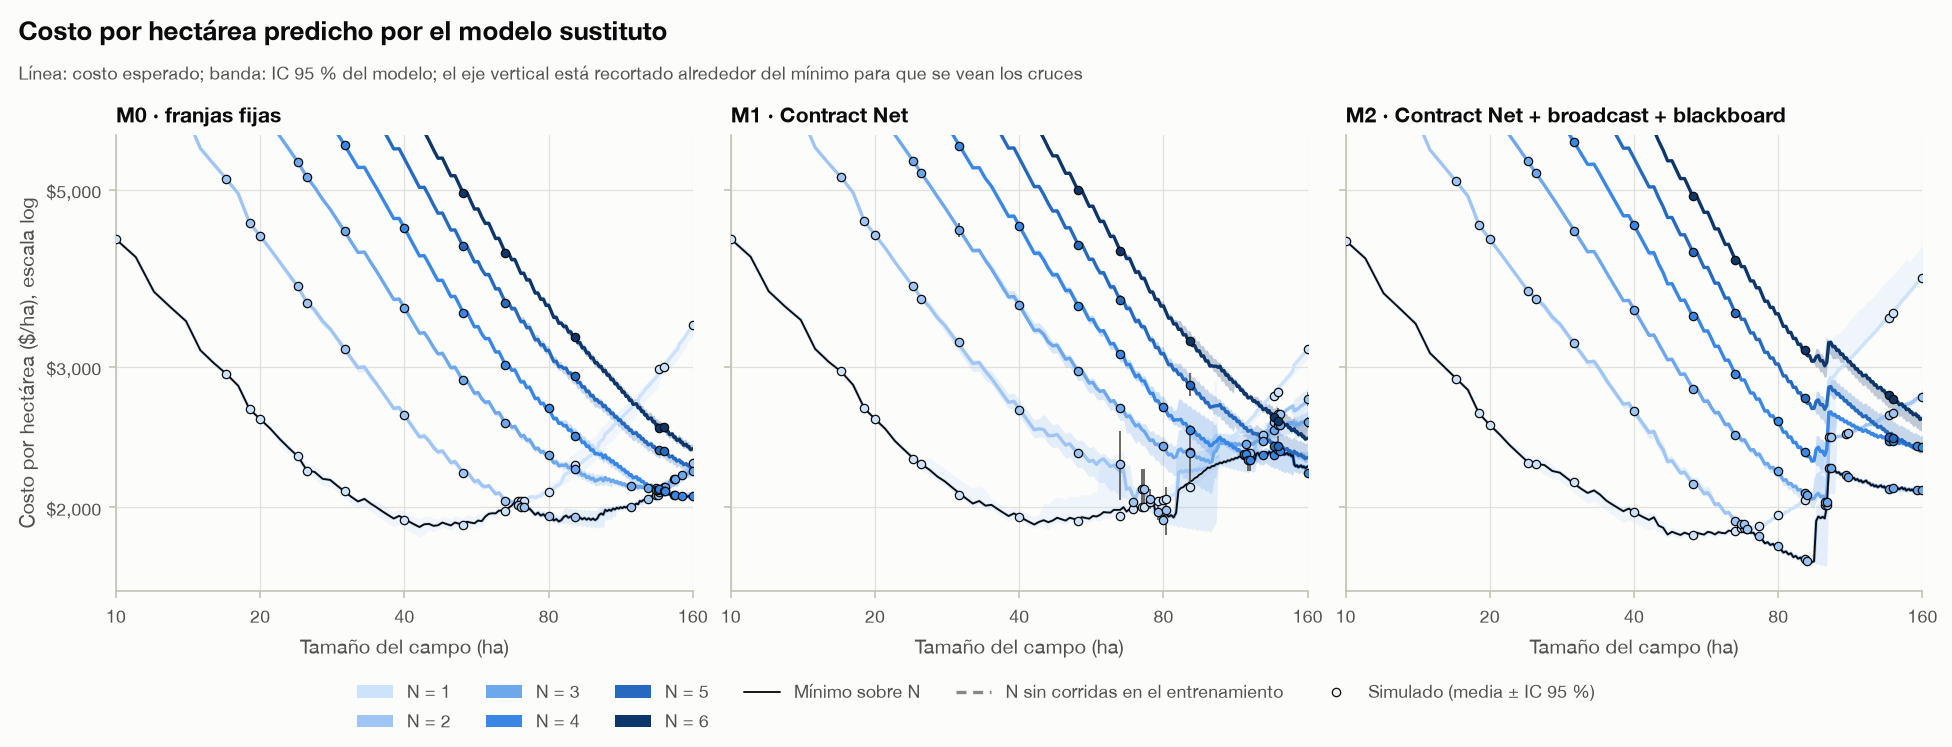 Costo por hectárea predicho por el modelo sustituto
Línea: costo esperado; banda: IC 95 % del modelo; el eje vertical está recortado alrededor del mínimo para que se vean los cruces
M0 · franjas fijas
M1 · Contract Net
M2 · Contract Net + broadcast + blackboard
Costo por hectárea ($/ha), escala log
$5,000
$3,000
$2,000
10 20 40 80 160
10 20 40 80 160
10 20 40 80 160
Tamaño del campo (ha)
Tamaño del campo (ha)
Tamaño del campo (ha)
N = 1 N = 3 N = 5 Mínimo sobre N N sin corridas en el entrenamiento Simulado (media ± IC 95 %)
N = 2 N = 4 N = 6